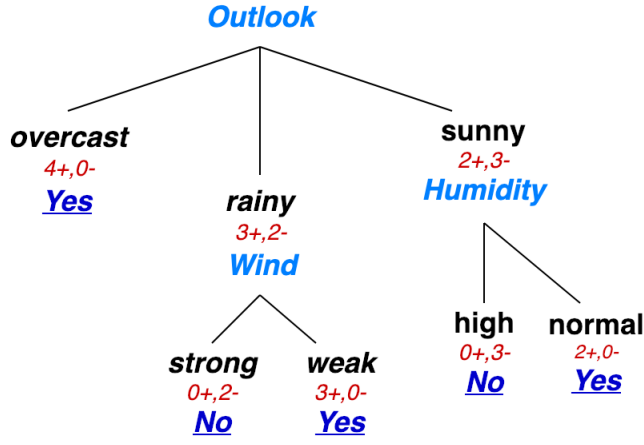 Outlook
overcast
4+,0-
Yes
rainy
3+,2-
Wind
strong
0+,2-
No
weak
3+,0-
Yes
sunny
2+,3-
Humidity
high
0+,3-
No
normal
2+,0-
Yes